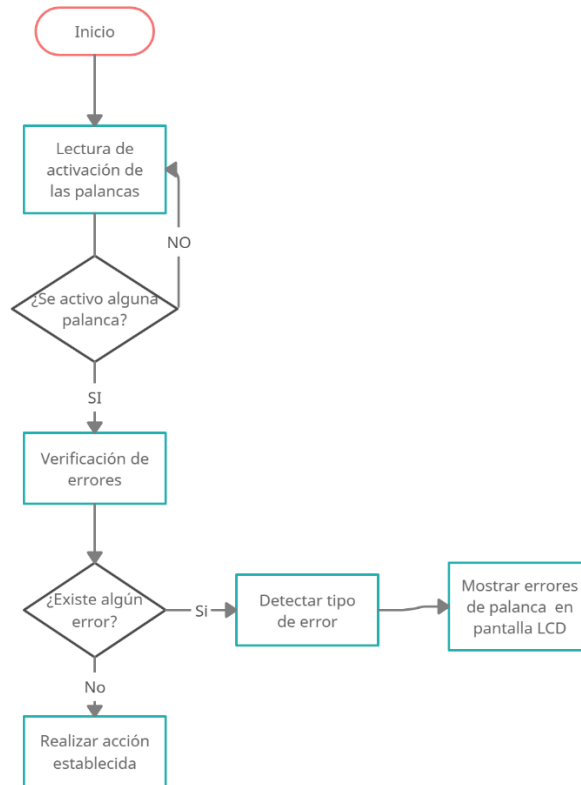 Inicio
Lectura de
activación de
las palancas
NO
¿Se activo alguna
palanca?
SI
Verificación de
errores
¿Existe algún
error?
Si
Detectar tipo
de error
Mostrar errores
de palanca en
pantalla LCD
No
Realizar acción
establecida